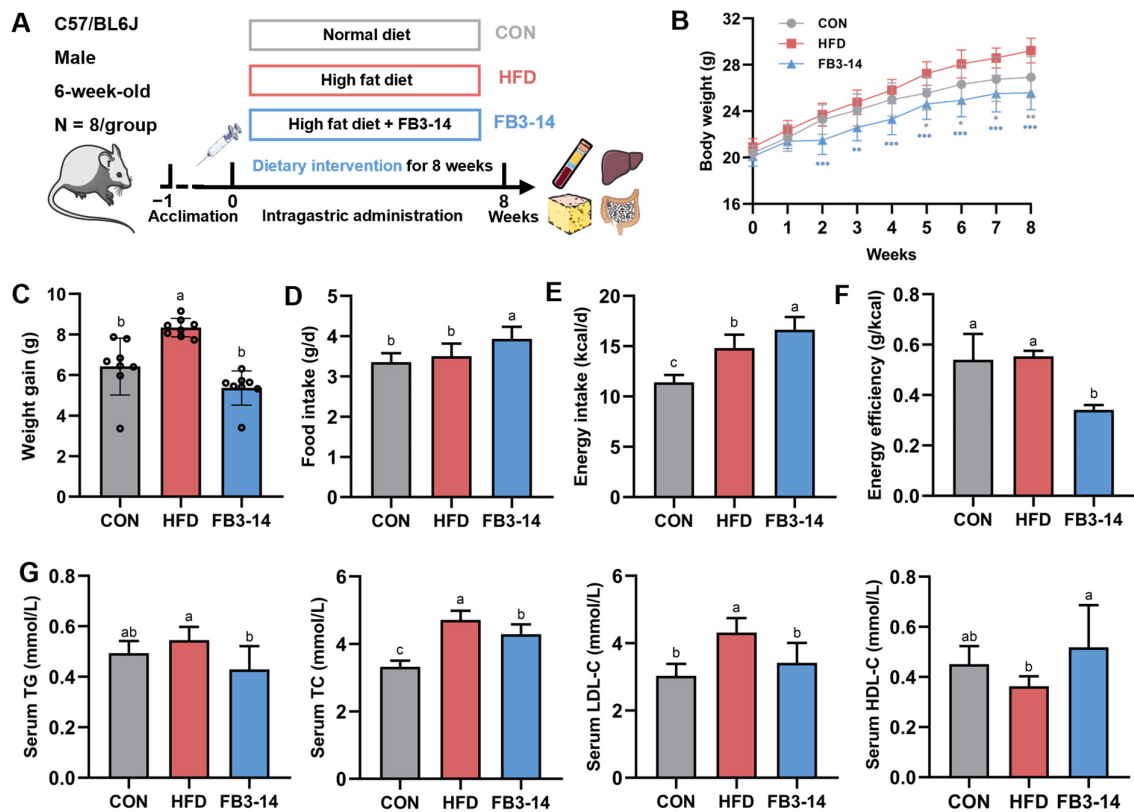 A
C57/BL6J
Male
6-week-old
N = 8/group
Normal diet
CON
High fat diet
HFD
High fat diet + FB3-14
FB3-14
Dietary intervention for 8 weeks
−1
0
8
Acclimation
Intragastric administration
Weeks
B
CON
HFD
FB3-14
Body weight (g)
32
28
24
20
16
***
**
***
*
***
*
***
*
***
**
***
0 1 2 3 4 5 6 7 8
Weeks
C
Weight gain (g)
10
8
6
4
2
0
b
a
b
CON HFD FB3-14
D
Food intake (g/d)
5
4
3
2
1
0
b
b
a
CON HFD FB3-14
E
Energy intake (kcal/d)
20
15
10
5
0
c
b
a
CON HFD FB3-14
F
Energy efficiency (g/kcal)
0.8
0.6
0.4
0.2
0.0
a
a
b
CON HFD FB3-14
G
Serum TG (mmol/L)
0.8
0.6
0.4
0.2
0.0
ab
a
b
CON HFD FB3-14
Serum TC (mmol/L)
6
4
2
0
c
a
b
CON HFD FB3-14
Serum LDL-C (mmol/L)
6
4
2
0
b
a
b
CON HFD FB3-14
Serum HDL-C (mmol/L)
0.8
0.6
0.4
0.2
0.0
ab
b
a
CON HFD FB3-14